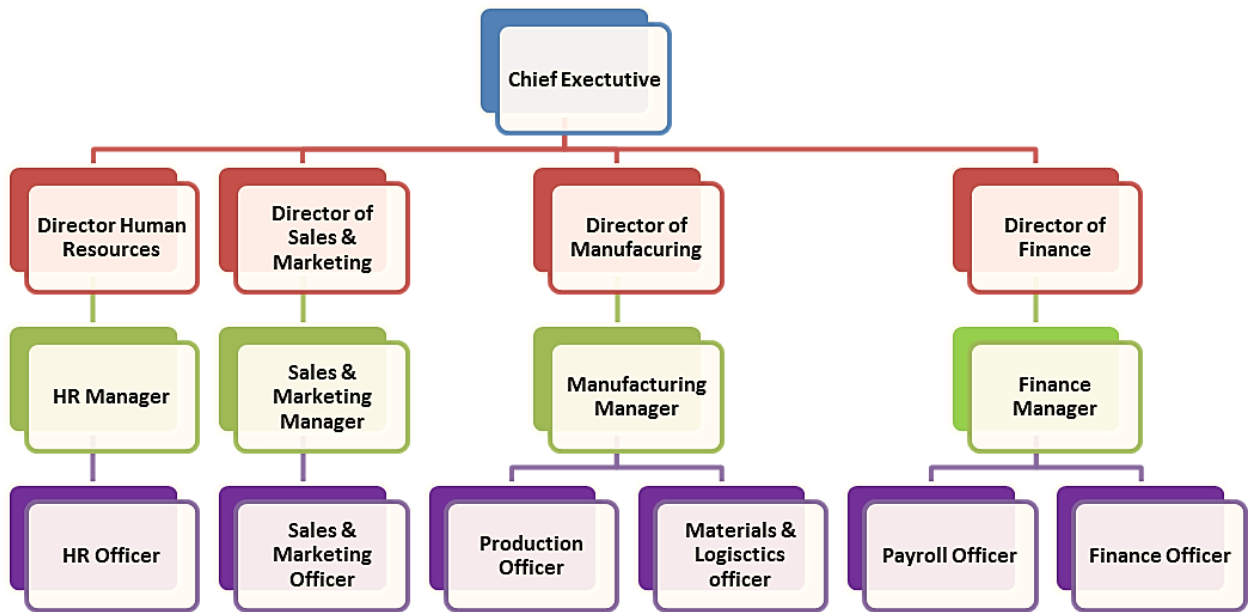 Chief Exectutive
Director Human
Resources
Director of
Sales &
Marketing
Director of
Manufacuring
Director of
Finance
HR Manager
Sales &
Marketing
Manager
Manufacturing
Manager
Finance
Manager
HR Officer
Sales &
Marketing
Officer
Production
Officer
Materials &
Logisctics
officer
Payroll Officer
Finance Officer